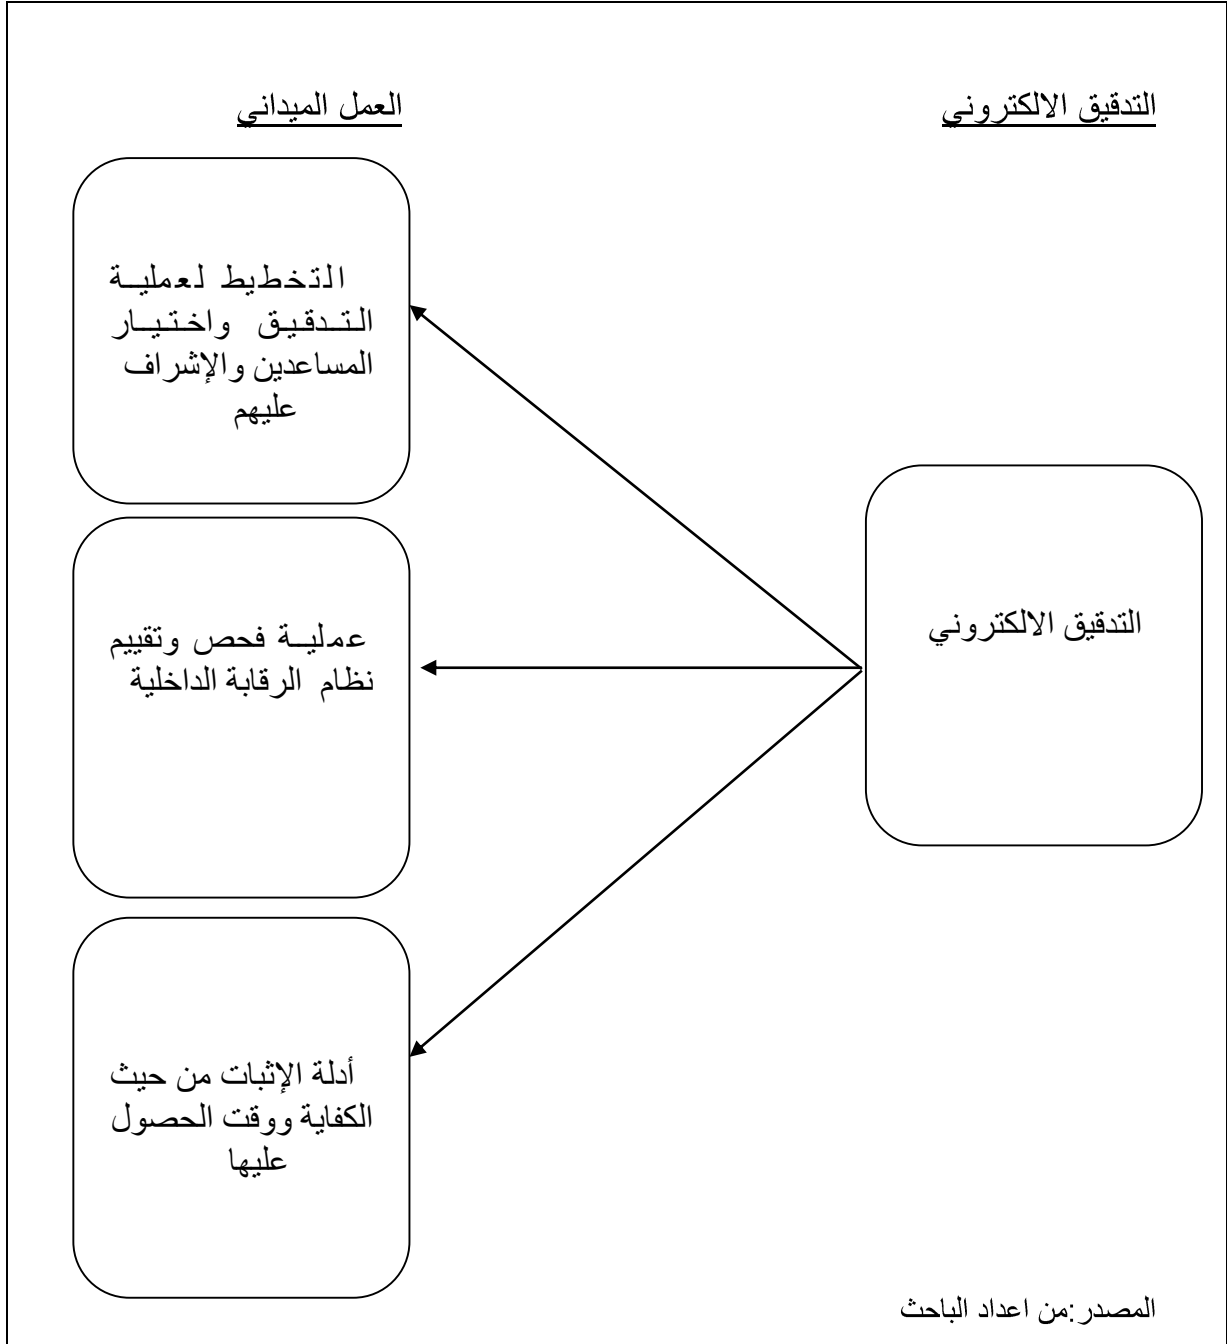 التدقيق الالكتروني
العمل الميداني
التخطيط لعملية
التدقيق واختيار
المساعدين والإشراف
عليهم
التدقيق الالكتروني
عملية فحص وتقييم
نظام الرقابة الداخلية
أدلة الإثبات من حيث
الكفاية ووقت الحصول
عليها
المصدر:من اعداد الباحث